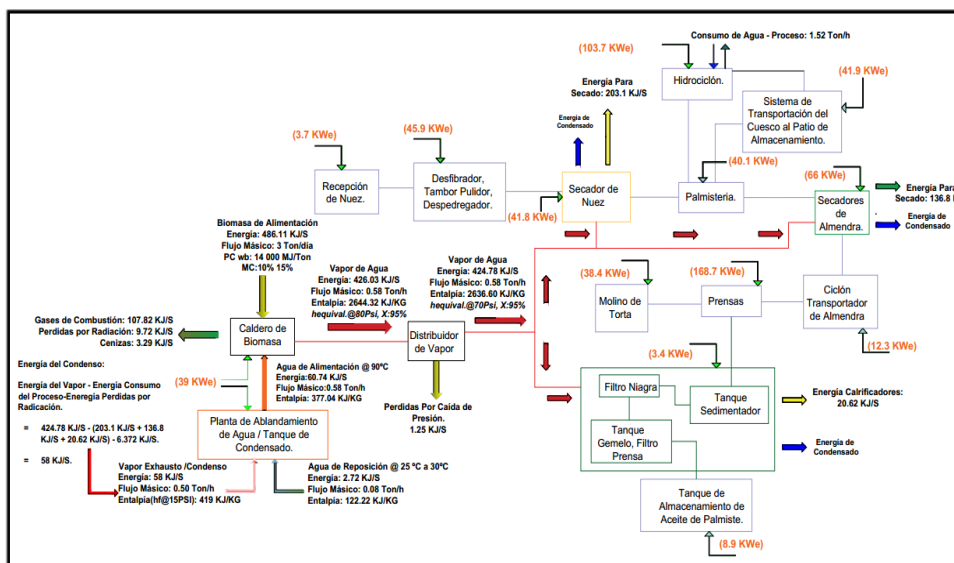 Consumo de Agua - Proceso: 1.52 Ton/h
(103.7 KWe)
Hidrociclón.
(41.9 KWe)
Sistema de
Transportación del
Cuesco al Patio de
Almacenamiento.
Energía Para
Secado: 203.1 KJ/S
Energía de
Condensado
(3.7 KWe)
Recepción
de Nuez.
(45.9 KWe)
Desfibrador,
Tambor Pulidor,
Despedregador.
(41.8 KWe)
Secador de
Nuez
(40.1 KWe)
Palmisteria.
(66 KWe)
Secadores
de
Almendra.
Energía Para
Secado: 136.8 
Energía de
Condensado
Biomasa de Alimentación
Energía: 486.11 KJ/S
Flujo Másico: 3 Ton/día
PC wb: 14 000 MJ/Ton
MC:10% 15%
Vapor de Agua
Energía: 426.03 KJ/S
Flujo Másico: 0.58 Ton/h
Entalpía: 2644.32 KJ/KG
hequival.@80Psi, X:95%
Vapor de Agua
Energía: 424.78 KJ/S
Flujo Másico: 0.58 Ton/h
Entalpía: 2636.60 KJ/KG
hequival.@70Psi, X:95%
Gases de Combustión: 107.82 KJ/S
Perdidas por Radiación: 9.72 KJ/S
Cenizas: 3.29 KJ/S
Caldero de
Biomasa
Distribuidor
de Vapor
Perdidas Por Caída de
Presión.
1.25 KJ/S
(38.4 KWe)
Molino de
Torta
(168.7 KWe)
Prensas
Ciclón
Transportador
de Almendra
(12.3 KWe)
Energía del Condenso:
Energía del Vapor - Energía Consumo
del Proceso-Energía Perdidas por
Radicación.
= 424.78 KJ/S - (203.1 KJ/S + 136.8
KJ/S + 20.62 KJ/S) - 6.372 KJ/S.
= 58 KJ/S.
(39 KWe)
Agua de Alimentación @ 90ºC
Energía:60.74 KJ/S
Flujo Másico:0.58 Ton/h
Entalpía: 377.04 KJ/KG
Planta de Ablandamiento
de Agua / Tanque de
Condensado.
Vapor Exhausto /Condenso
Energía: 58 KJ/S
Flujo Másico: 0.50 Ton/h
Entalpía(hf@15PSI): 419 KJ/KG
Agua de Reposición @ 25 ºC a 30ºC
Energía: 2.72 KJ/S
Flujo Másico: 0.08 Ton/h
Entalpía: 122.22 KJ/KG
(3.4 KWe)
Filtro Niagra
Tanque
Sedimentador
Tanque
Gemelo, Filtro
Prensa
Energía Calrificadores:
20.62 KJ/S
Energía de
Condensado
Tanque de
Almacenamiento de
Aceite de Palmiste.
(8.9 KWe)